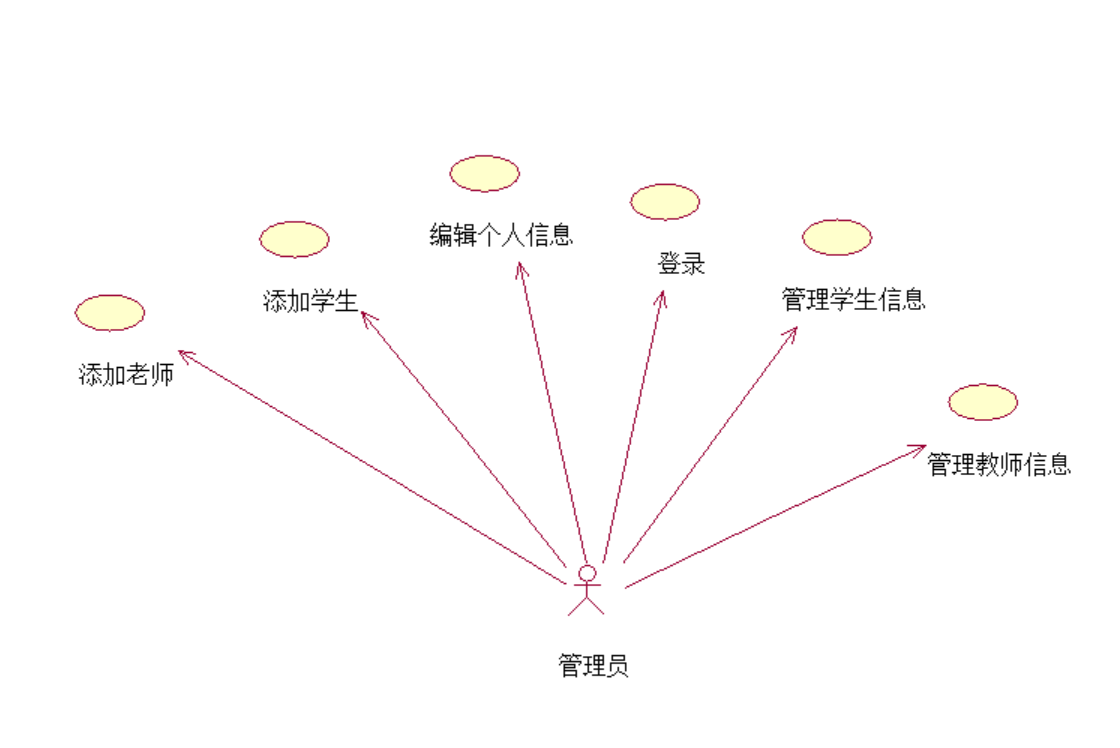 编辑个人信息
登录
添加学生
管理学生信息
添加老师
管理教师信息
管理员